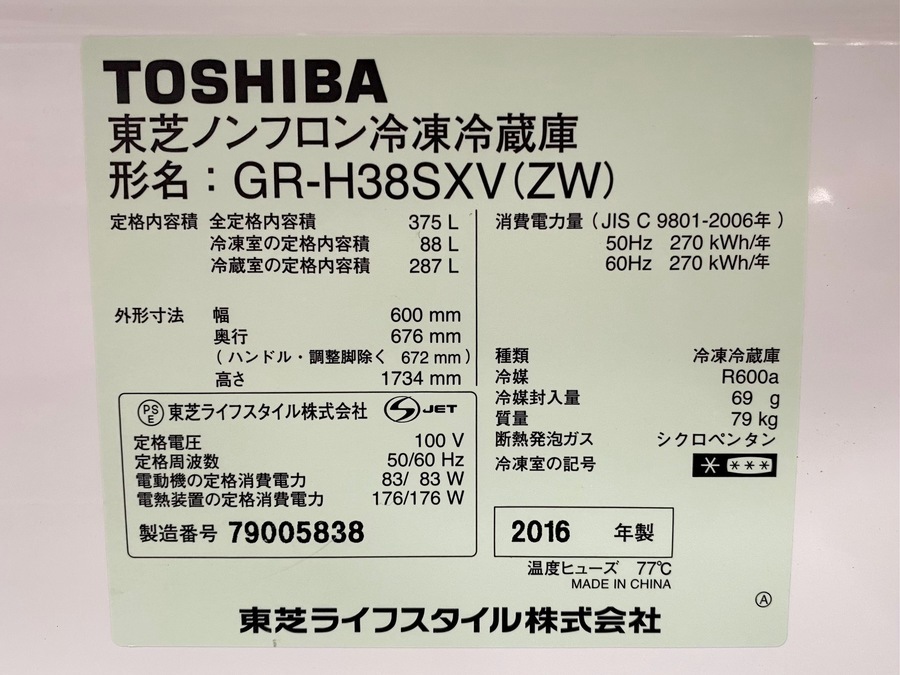 TOSHIBA
東芝ノンフロン冷凍冷蔵庫
形名：GR-H38SXV(ZW)
定格内容積 全定格内容積 375 L
冷凍室の定格内容積 88 L
冷蔵室の定格内容積 287 L
外形寸法 幅 600 mm
奥行 676 mm
(ハンドル・調整脚除く 672 mm)
高さ 1734 mm
消費電力量 (JIS C 9801-2006年)
50Hz 270 kWh/年
60Hz 270 kWh/年
種類 冷凍冷蔵庫
冷媒 R600a
冷媒封入量 69 g
質量 79 kg
断熱発泡ガス シクロペンタン
冷凍室の記号 * ***
PSE 東芝ライフスタイル株式会社 S JET
定格電圧 100 V
定格周波数 50/60 Hz
電動機の定格消費電力 83/ 83 W
電熱装置の定格消費電力 176/176 W
製造番号 79005838
2016 年製
温度ヒューズ 77℃
MADE IN CHINA
Ⓐ
東芝ライフスタイル株式会社